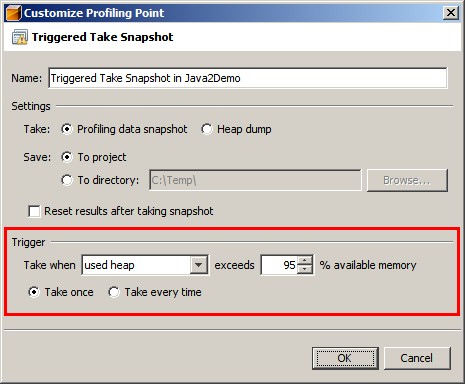 Customize Profiling Point
Triggered Take Snapshot
Name: Triggered Take Snapshot in Java2Demo
Settings
Take: Profiling data snapshot Heap dump
Save: To project
To directory: C:\Temp\ Browse...
Reset results after taking snapshot
Trigger
Take when used heap exceeds 95 % available memory
Take once Take every time
OK Cancel